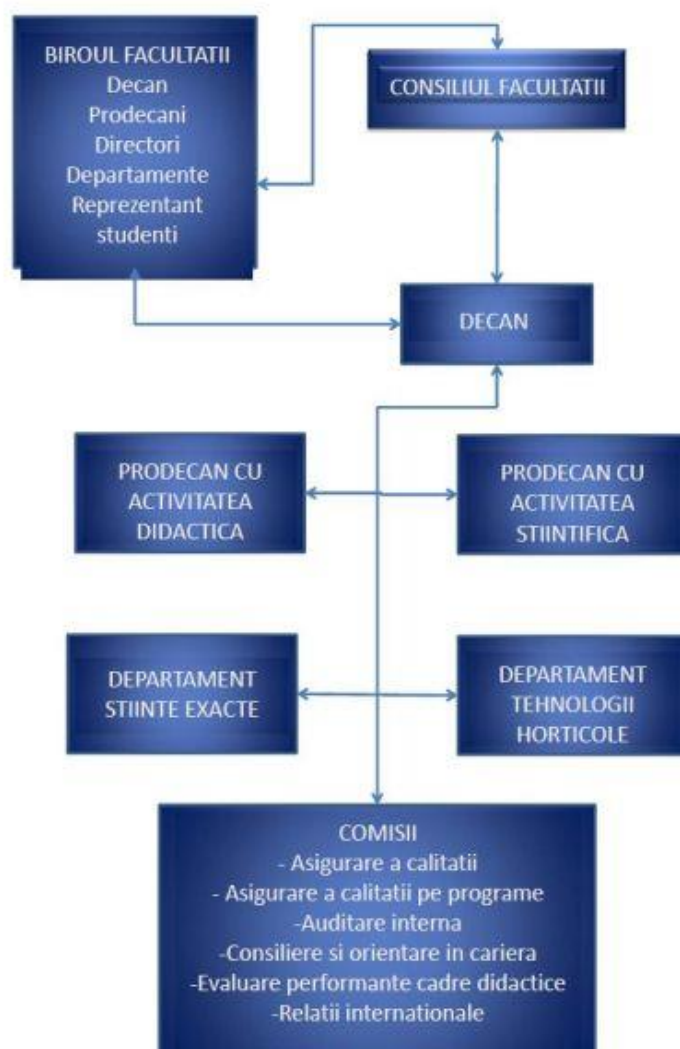 BIROUL FACULTATII
Decan
Prodecani
Directori
Departamente
Reprezentant
studenti
CONSILIUL FACULTATII
DECAN
PRODECAN CU
ACTIVITATEA
DIDACTICA
PRODECAN CU
ACTIVITATEA
STIINTIFICA
DEPARTAMENT
STIINTE EXACTE
DEPARTAMENT
TEHNOLOGII
HORTICOLE
COMISII
- Asigurare a calitatii
- Asigurare a calitatii pe programe
-Auditare interna
-Consiliere si orientare in cariera
-Evaluare performante cadre didactice
-Relatii internationale